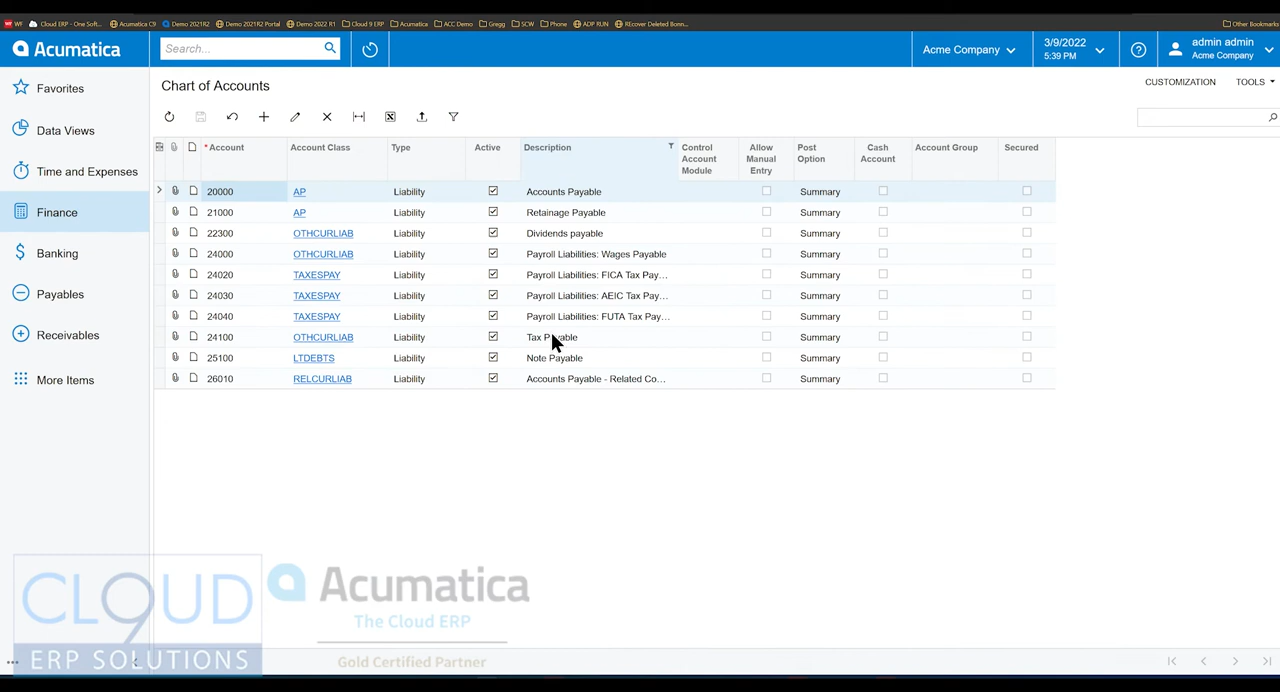 WF Cloud ERP - One Soft... Acumatica C9 Demo 2021R2 Demo 2021R2 Portal Demo 2022 R1 Cloud 9 ERP Acumatica ACC Demo Gregg SCW Phone ADP RUN REcover Deleted Bonn... Other Bookmarks
Acumatica Search... Acme Company 3/9/2022 admin admin
5:39 PM Acme Company
Favorites
Data Views
Time and Expenses
Finance
Banking
Payables
Receivables
More Items
Chart of Accounts CUSTOMIZATION TOOLS
* Account Account Class Type Active Description Control Account Module Allow Manual Entry Post Option Cash Account Account Group Secured
20000 AP Liability Accounts Payable Summary
21000 AP Liability Retainage Payable Summary
22300 OTHCURLIAB Liability Dividends payable Summary
24000 OTHCURLIAB Liability Payroll Liabilities: Wages Payable Summary
24020 TAXESPAY Liability Payroll Liabilities: FICA Tax Pay... Summary
24030 TAXESPAY Liability Payroll Liabilities: AEIC Tax Pay... Summary
24040 TAXESPAY Liability Payroll Liabilities: FUTA Tax Pay... Summary
24100 OTHCURLIAB Liability Tax Payable Summary
25100 LTDEBTS Liability Note Payable Summary
26010 RELCURLIAB Liability Accounts Payable - Related Co... Summary
CLOUD 9
ERP SOLUTIONS
Acumatica
The Cloud ERP
Gold Certified Partner